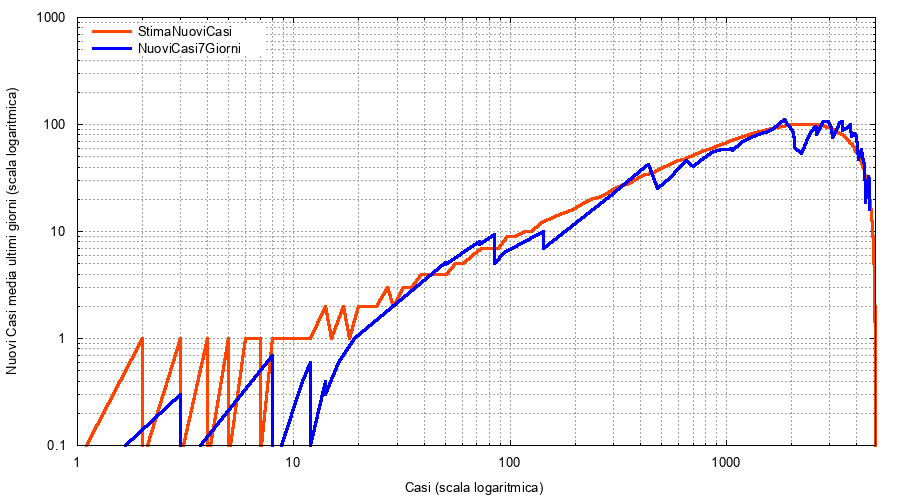 1000
StimaNuoviCasi
NuoviCasi7Giorni
100
10
1
0.1
Nuovi Casi media ultimi giorni (scala logaritmica)
1
10
100
1000
Casi (scala logaritmica)